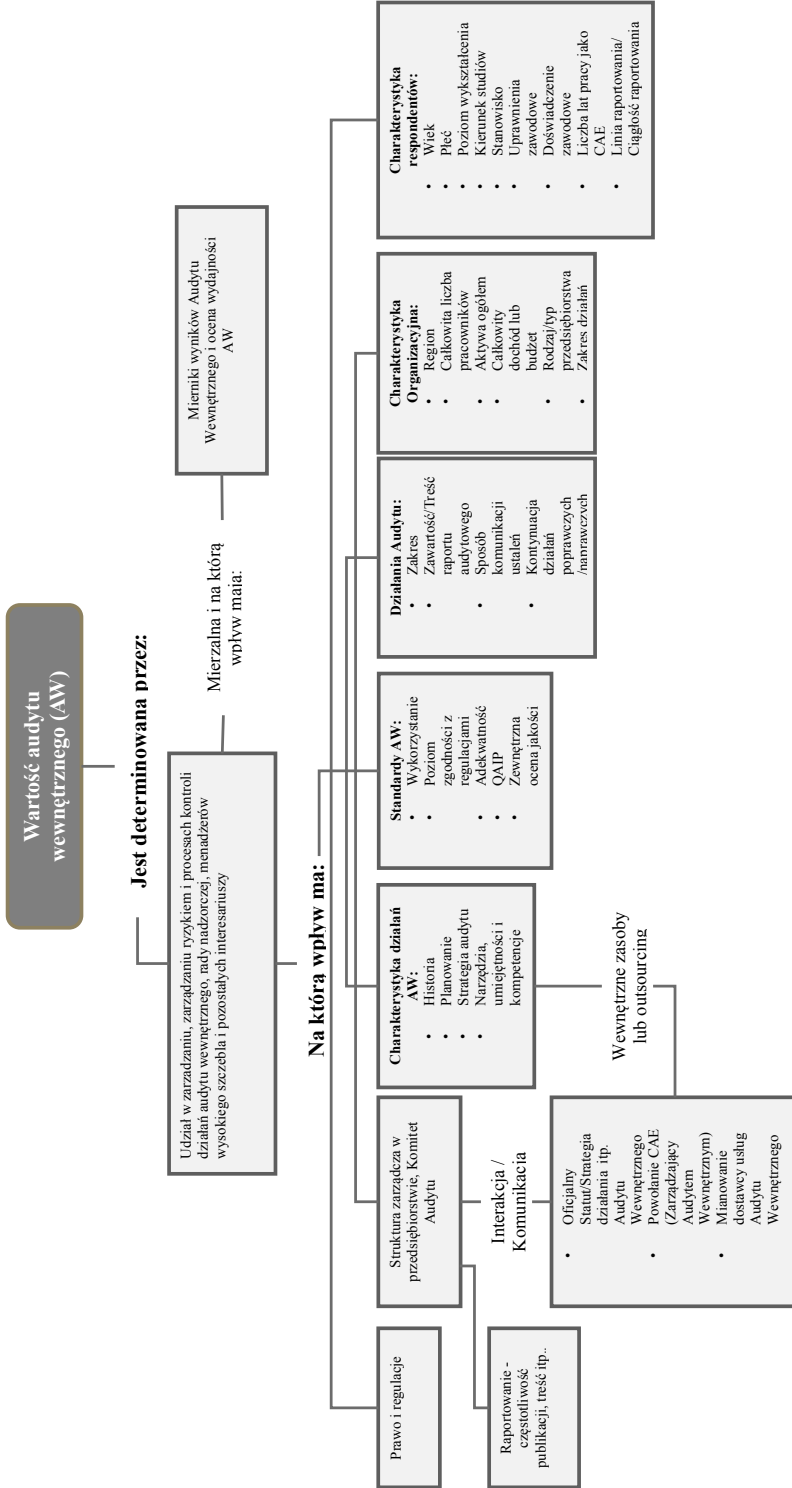 Wartość audytu
wewnętrznego (AW)
Jest determinowana przez:
Udział w zarzadzaniu, zarządzaniu ryzykiem i procesach kontroli
działań audytu wewnętrznego, rady nadzorczej, menadżerów
wysokiego szczebla i pozostałych interesariuszy
Mierzalna i na którą
wpływ mają:
Mierniki wyników Audytu
Wewnętrznego i ocena wydajności
AW
Na którą wpływ ma:
Prawo i regulacje
Struktura zarządcza w
przedsiębiorstwie, Komitet
Audytu
Charakterystyka działań
AW:
• Historia
• Planowanie
• Strategia audytu
• Narzędzia,
umiejętności i
kompetencje
Standardy AW:
• Wykorzystanie
• Poziom
zgodności z
regulacjami
• Adekwatność
• QAIP
• Zewnętrzna
ocena jakości
Działania Audytu:
• Zakres
• Zawartość/Treść
raportu
audytowego
• Sposób
komunikacji
ustaleń
• Kontynuacja
działań
poprawczych
/naprawczych
Charakterystyka
Organizacyjna:
• Region
• Całkowita liczba
pracowników
• Aktywa ogółem
• Całkowity
dochód lub
budżet
• Rodzaj/typ
przedsiębiorstwa
• Zakres działań
Charakterystyka
respondentów:
• Wiek
• Płeć
• Poziom wykształcenia
• Kierunek studiów
• Stanowisko
• Uprawnienia
zawodowe
• Doświadczenie
zawodowe
• Liczba lat pracy jako
CAE
• Linia raportowania/
Ciągłość raportowania
Raportowanie -
częstotliwość
publikacji, treść itp..
Interakcja /
Komunikacja
• Oficjalny
Statut/Strategia
działania itp.
Audytu
Wewnętrznego
• Powołanie CAE
(Zarządzający
Audytem
Wewnętrznym)
• Mianowanie
dostawcy usług
Audytu
Wewnętrznego
Wewnętrzne zasoby
lub outsourcing